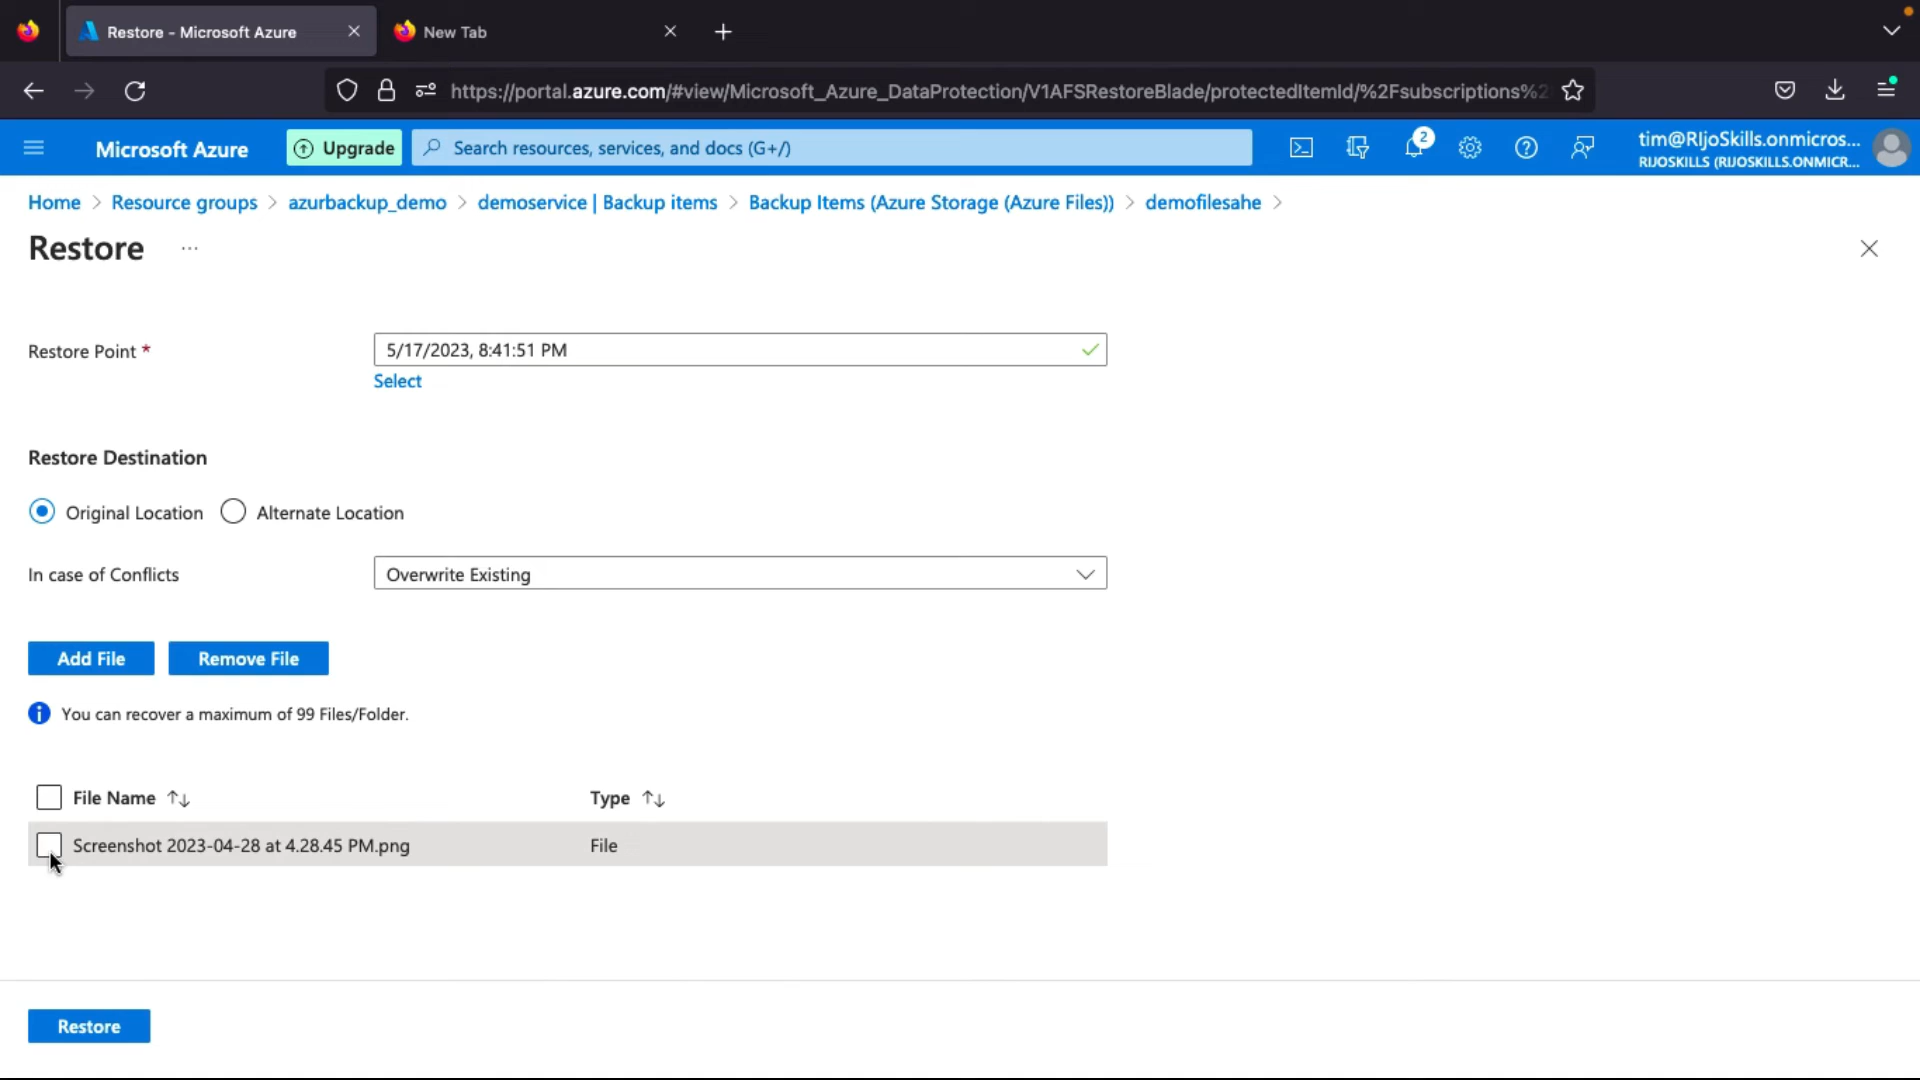 Restore - Microsoft Azure
New Tab
https://portal.azure.com/#view/Microsoft_Azure_DataProtection/V1AFSRestoreBlade/protectedItemId/%2Fsubscriptions%2
Microsoft Azure
Upgrade
Search resources, services, and docs (G+/)
2
tim@RIjoSkills.onmicros...
RIJOSKILLS (RIJOSKILLS.ONMICR...
Home > Resource groups > azurbackup_demo > demoservice | Backup items > Backup Items (Azure Storage (Azure Files)) > demofilesahe >
Restore ...
Restore Point *
5/17/2023, 8:41:51 PM
Select
Restore Destination
Original Location
Alternate Location
In case of Conflicts
Overwrite Existing
Add File
Remove File
You can recover a maximum of 99 Files/Folder.
File Name
Type
Screenshot 2023-04-28 at 4.28.45 PM.png
File
Restore